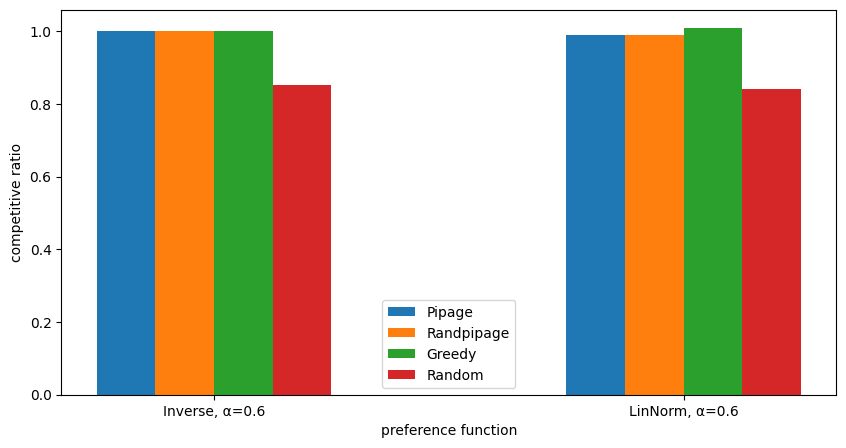 competitive ratio
1.0
0.8
0.6
0.4
0.2
0.0
Pipage
Randpipage
Greedy
Random
Inverse, α=0.6
LinNorm, α=0.6
preference function